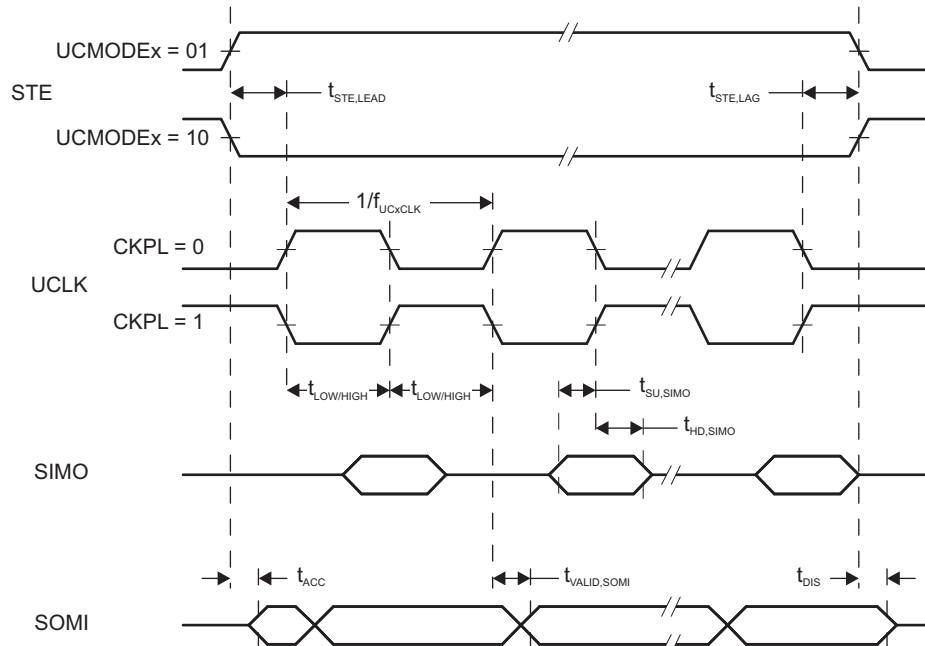 UCMODEx = 01
STE
t_STE,LEAD
t_STE,LAG
UCMODEx = 10
1/f_UCxCLK
CKPL = 0
UCLK
CKPL = 1
t_LOW/HIGH
t_LOW/HIGH
t_SU,SIMO
t_HD,SIMO
SIMO
t_ACC
t_VALID,SOMI
t_DIS
SOMI